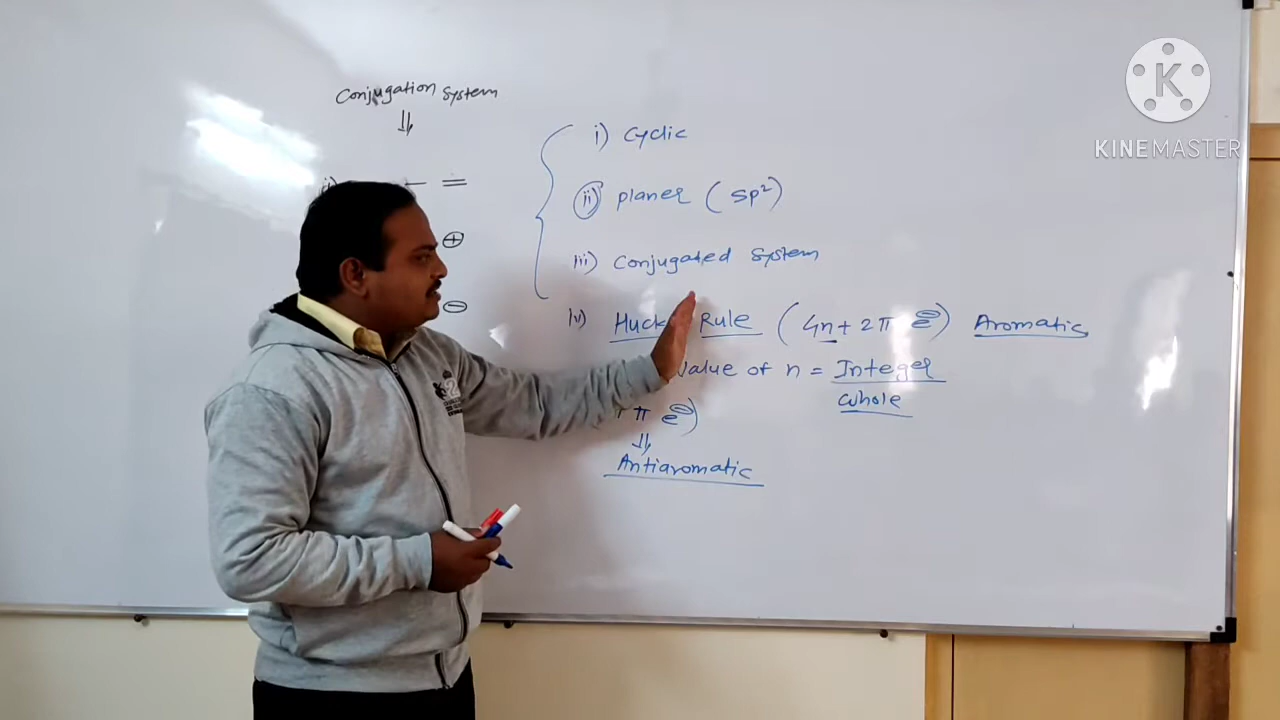 Conjugation System
⇓
=
⊕
⊖
i) Cyclic
ii) planer (sp²)
iii) Conjugated System
iv) Huck Rule (4n+2 π e⊖) Aromatic
Value of n = Integer
Whole
π e⊖)
⇓
Antiaromatic
K
KINEMASTER